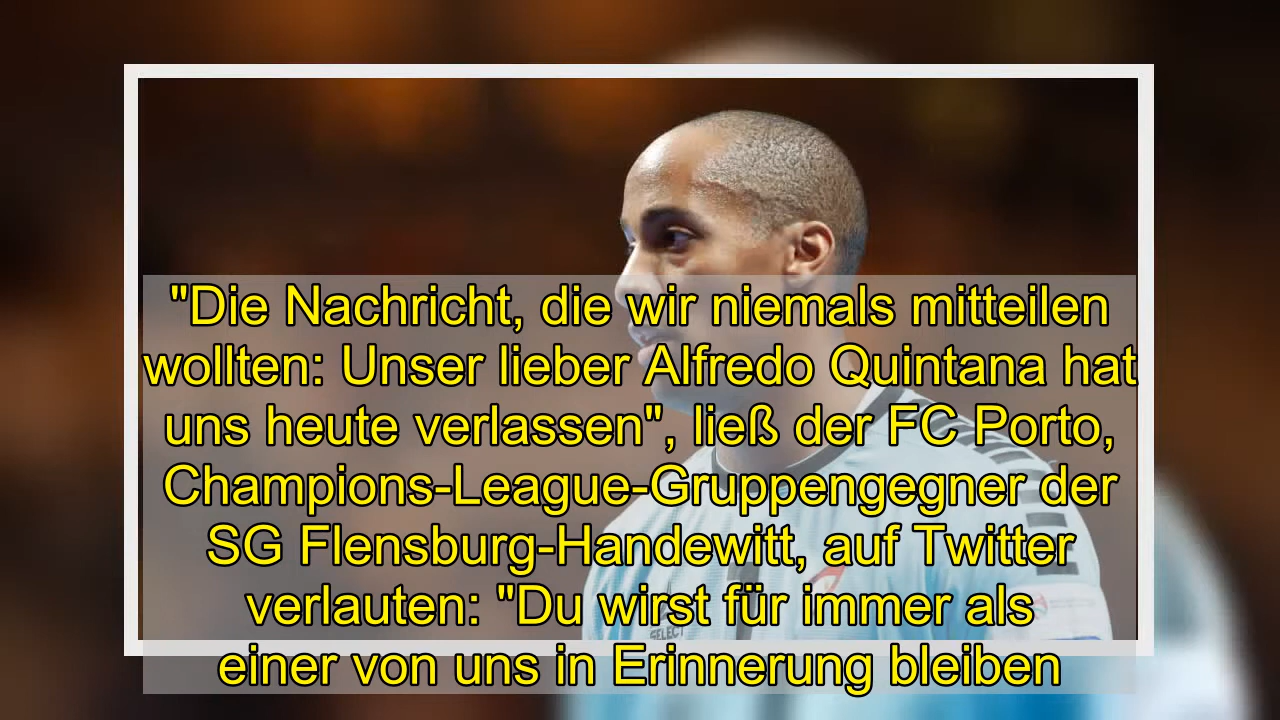 "Die Nachricht, die wir niemals mitteilen
wollten: Unser lieber Alfredo Quintana hat
uns heute verlassen", ließ der FC Porto,
Champions-League-Gruppengegner der
SG Flensburg-Handewitt, auf Twitter
verlauten: "Du wirst für immer als
SELECT
einer von uns in Erinnerung bleiben